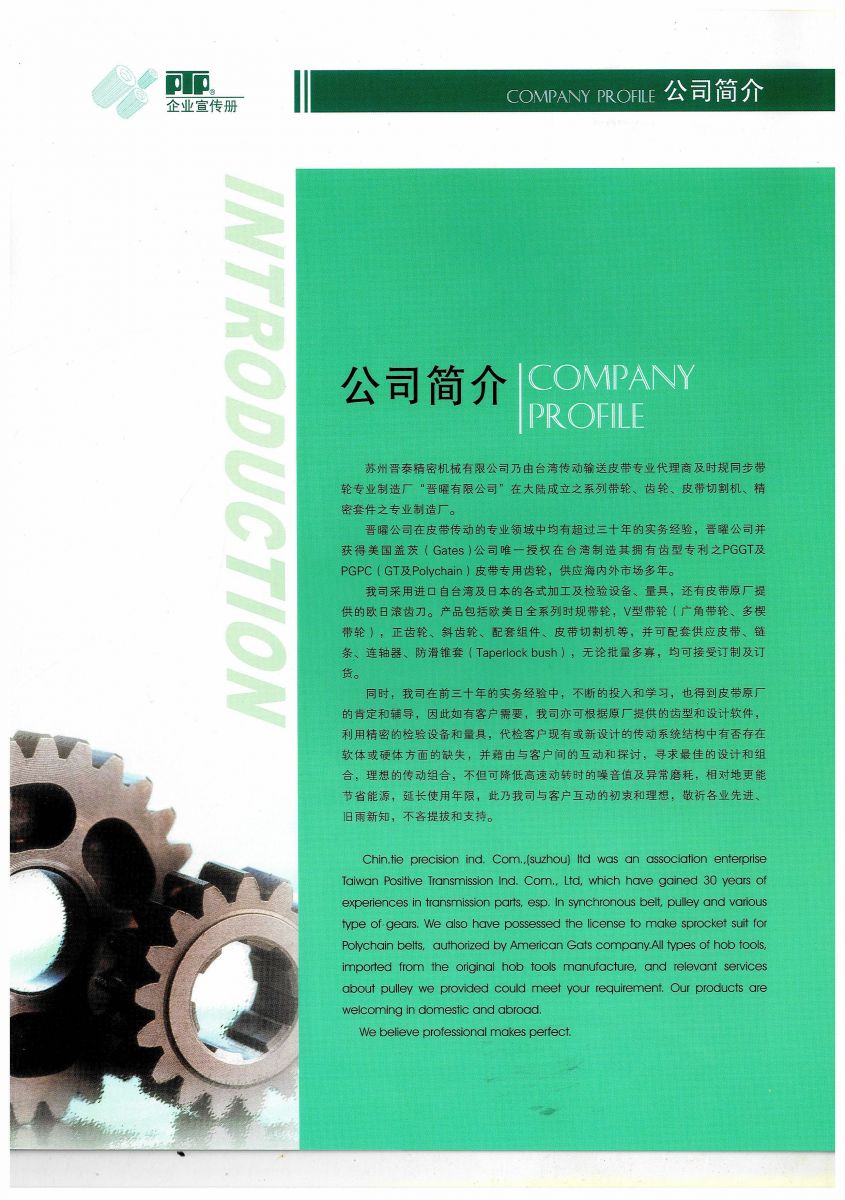 PTP®
企业宣传册
COMPANY PROFILE 公司简介
INTRODUCTION
公司简介
COMPANY
PROFILE
苏州晋泰精密机械有限公司乃由台湾传动输送皮带专业代理商及时规同步带
轮专业制造厂“晋曜有限公司”在大陆成立之系列带轮、齿轮、皮带切割机、精
密套件之专业制造厂。
晋曜公司在皮带传动的专业领域中均有超过三十年的实务经验，晋曜公司并
获得美国盖茨（Gates）公司唯一授权在台湾制造其拥有齿型专利之PGGT及
PGPC（GT及Polychain）皮带专用齿轮，供应海内外市场多年。
我司采用进口自台湾及日本的各式加工及检验设备、量具，还有皮带原厂提
供的欧日滚齿刀。产品包括欧美日全系列时规带轮，V型带轮（广角带轮、多楔
带轮），正齿轮、斜齿轮、配套组件、皮带切割机等，并可配套供应皮带、链
条、连轴器、防滑锥套（Taperlock bush），无论批量多寡，均可接受订制及订
货。
同时，我司在前三十年的实务经验中，不断的投入和学习，也得到皮带原厂
的肯定和辅导，因此如有客户需要，我司亦可根据原厂提供的齿型和设计软件，
利用精密的检验设备和量具，代检客户现有或新设计的传动系统结构中有否存在
软体或硬体方面的缺失，并藉由与客户间的互动和探讨，寻求最佳的设计和组
合，理想的传动组合，不但可降低高速动转时的噪音值及异常磨耗，相对地更能
节省能源，延长使用年限，此乃我司与客户互动的初衷和理想，敬祈各业先进、
旧雨新知，不吝提拔和支持。
Chin.tie precision ind. Com.,(suzhou) ltd was an association enterprise
Taiwan Positive Transmission Ind. Com., Ltd, which have gained 30 years of
experiences in transmission parts, esp. In synchronous belt, pulley and various
type of gears. We also have possessed the license to make sprocket suit for
Polychain belts, authorized by American Gats company.All types of hob tools,
imported from the original hob tools manufacture, and relevant services
about pulley we provided could meet your requirement. Our products are
welcoming in domestic and abroad.
We believe professional makes perfect.